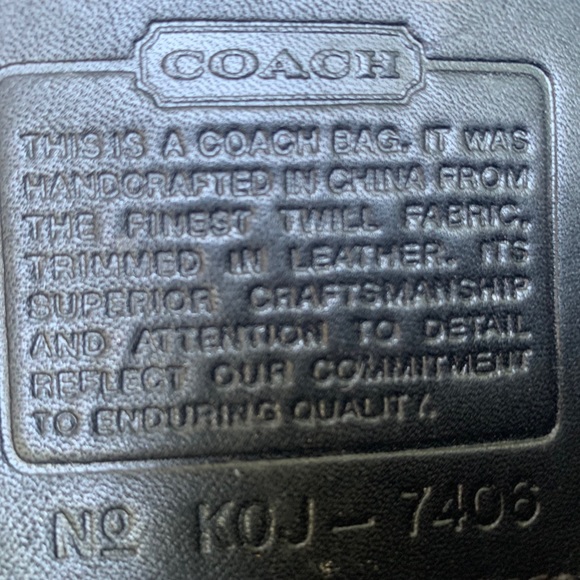 COACH
THIS IS A COACH BAG. IT WAS
HANDCRAFTED IN CHINA FROM
THE FINEST TWILL FABRIC,
TRIMMED IN LEATHER. ITS
SUPERIOR CRAFTSMANSHIP
AND ATTENTION TO DETAIL
REFLECT OUR COMMITMENT
TO ENDURING QUALITY.
Nº K0J-7406